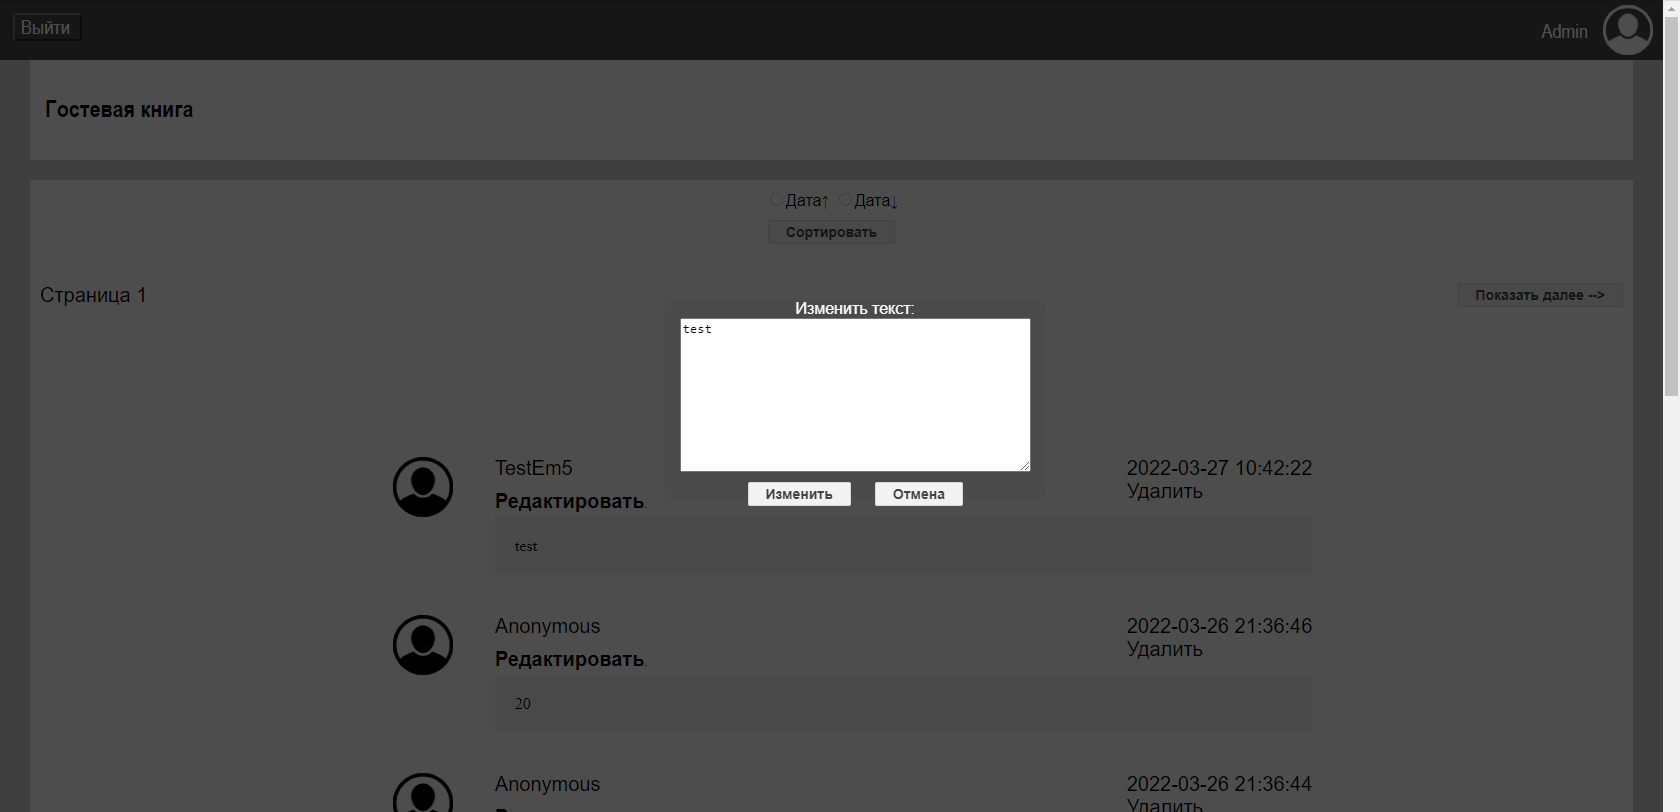 Выйти
Admin
Гостевая книга
Дата↑ Дата↓
Сортировать
Страница 1
Показать далее -->
Изменить текст:
test
Изменить Отмена
TestEm5
2022-03-27 10:42:22
Редактировать.
Удалить
test
Anonymous
2022-03-26 21:36:46
Редактировать.
Удалить
20
Anonymous
2022-03-26 21:36:44
Удалить